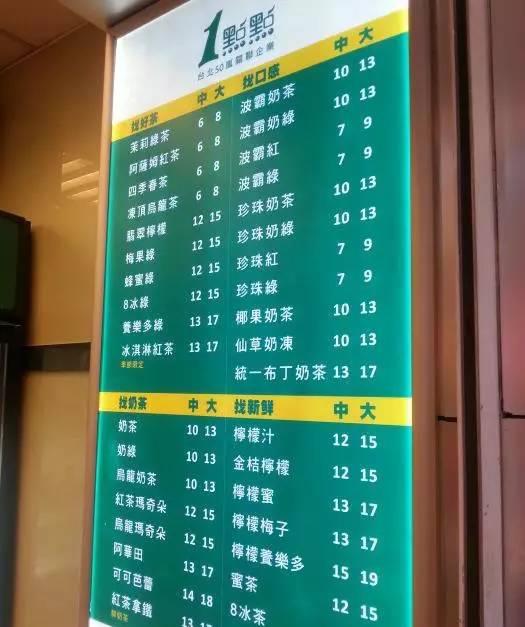 1點點
台北50嵐關聯企業
找好茶 中 大
茉莉綠茶 6 8
阿薩姆紅茶 6 8
四季春茶 6 8
凍頂烏龍茶 6 8
翡翠檸檬 12 15
梅果綠 12 15
蜂蜜綠 12 15
8冰綠 12 15
養樂多綠 13 17
冰淇淋紅茶 13 17
季節限定
找口感 中 大
波霸奶茶 10 13
波霸奶綠 10 13
波霸紅 7 9
波霸綠 7 9
珍珠奶茶 10 13
珍珠奶綠 10 13
珍珠紅 7 9
珍珠綠 7 9
椰果奶茶 10 13
仙草奶凍 10 13
統一布丁奶茶 13 17
找奶茶 中 大
奶茶 10 13
奶綠 10 13
烏龍奶茶 10 13
紅茶瑪奇朵 12 15
烏龍瑪奇朵 12 15
阿華田 13 17
可可芭蕾 14 18
紅茶拿鐵 13
鮮奶茶
找新鮮 中 大
檸檬汁 12 15
金桔檸檬 12 15
檸檬蜜 13 17
檸檬梅子 13 17
檸檬養樂多 15 19
蜜茶 12 15
8冰茶